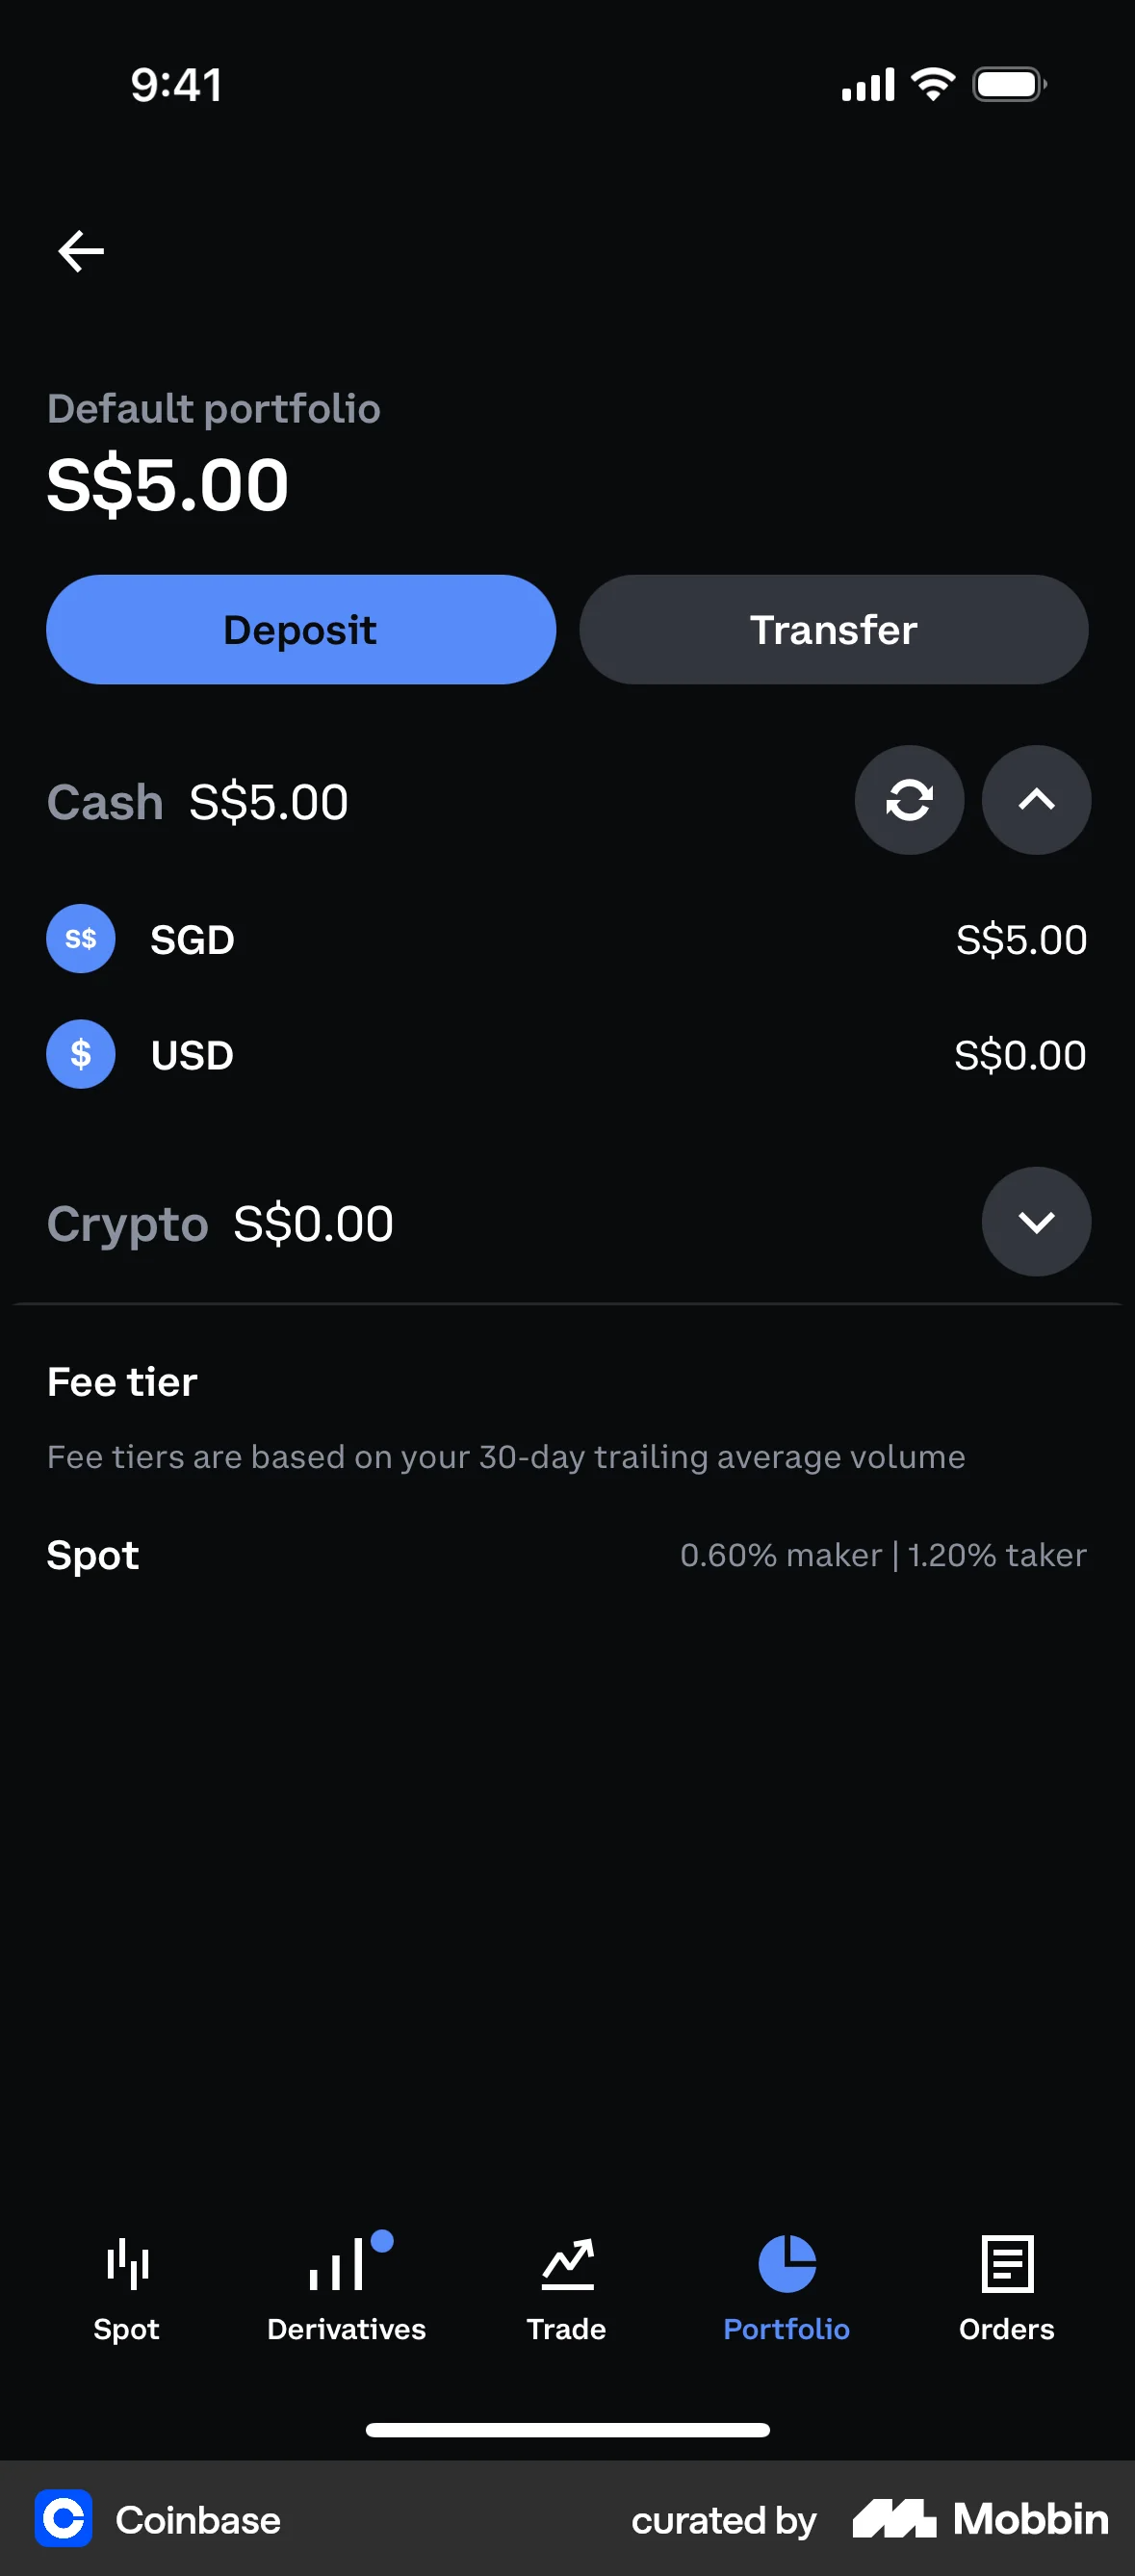 9:41
Default portfolio
S$5.00
Deposit Transfer
Cash S$5.00
S$ SGD S$5.00
$ USD S$0.00
Crypto S$0.00
Fee tier
Fee tiers are based on your 30-day trailing average volume
Spot 0.60% maker | 1.20% taker
Spot Derivatives Trade Portfolio Orders
Coinbase curated by Mobbin